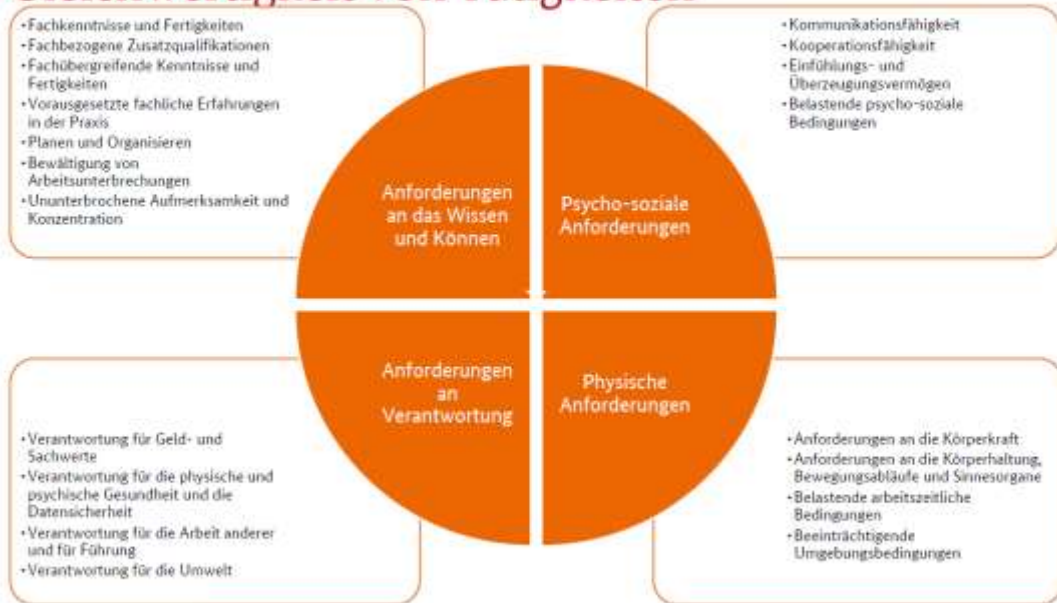 •Fachkenntnisse und Fertigkeiten
•Fachbezogene Zusatzqualifikationen
•Fachübergreifende Kenntnisse und
Fertigkeiten
•Vorausgesetzte fachliche Erfahrungen
in der Praxis
•Planen und Organisieren
•Bewältigung von
Arbeitsunterbrechungen
•Ununterbrochene Aufmerksamkeit und
Konzentration
•Kommunikationsfähigkeit
•Kooperationsfähigkeit
•Einfühlungs- und
Überzeugungsvermögen
•Belastende psycho-soziale
Bedingungen
Anforderungen
an das Wissen
und Können
Psycho-soziale
Anforderungen
Anforderungen
an
Verantwortung
Physische
Anforderungen
•Verantwortung für Geld- und
Sachwerte
•Verantwortung für die physische und
psychische Gesundheit und die
Datensicherheit
•Verantwortung für die Arbeit anderer
und für Führung
•Verantwortung für die Umwelt
•Anforderungen an die Körperkraft
•Anforderungen an die Körperhaltung,
Bewegungsabläufe und Sinnesorgane
•Belastende arbeitszeitliche
Bedingungen
•Beeinträchtigende
Umgebungsbedingungen